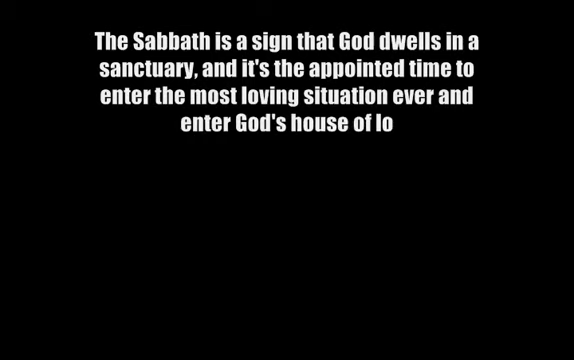 The Sabbath is a sign that God dwells in a
sanctuary, and it's the appointed time to
enter the most loving situation ever and
enter God's house of lo